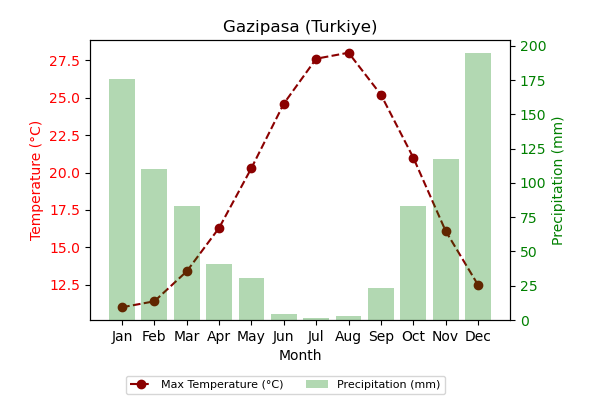 Gazipasa (Turkiye)
Temperature (°C)
27.5
25.0
22.5
20.0
17.5
15.0
12.5
200
175
150
125
100
75
50
25
0
Precipitation (mm)
Jan Feb Mar Apr May Jun Jul Aug Sep Oct Nov Dec
Month
Max Temperature (°C) Precipitation (mm)